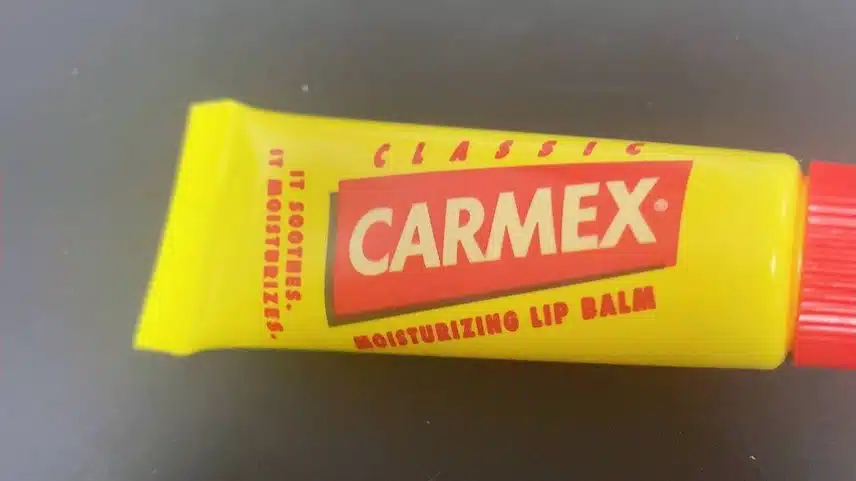 CLASSIC
CARMEX®
MOISTURIZING LIP BALM
IT SOOTHES.
IT MOISTURIZES.